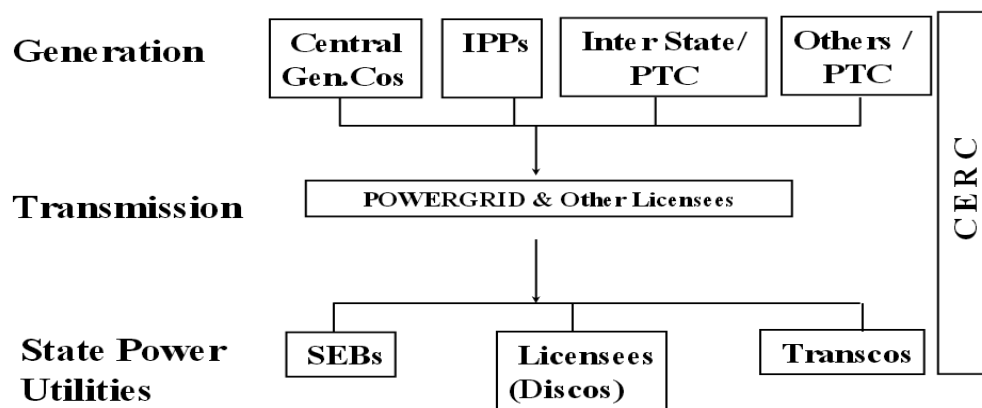 Generation
Central
Gen.Cos
IPPs
Inter State/
PTC
Others /
PTC
CERC
Transmission
POWERGRID & Other Licensees
State Power
Utilities
SEBs
Licensees
(Discos)
Transcos